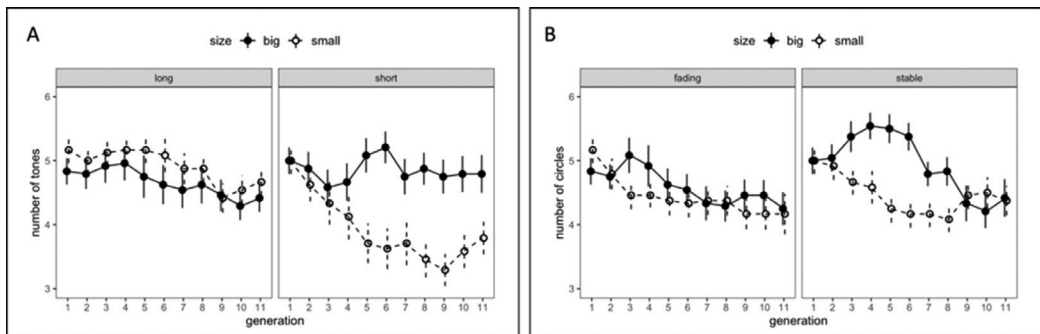 A
size big small
long short
number of tones
6
5
4
3
1 2 3 4 5 6 7 8 9 10 11 1 2 3 4 5 6 7 8 9 10 11
generation
B
size big small
fading stable
number of circles
6
5
4
3
1 2 3 4 5 6 7 8 9 10 11 1 2 3 4 5 6 7 8 9 10 11
generation